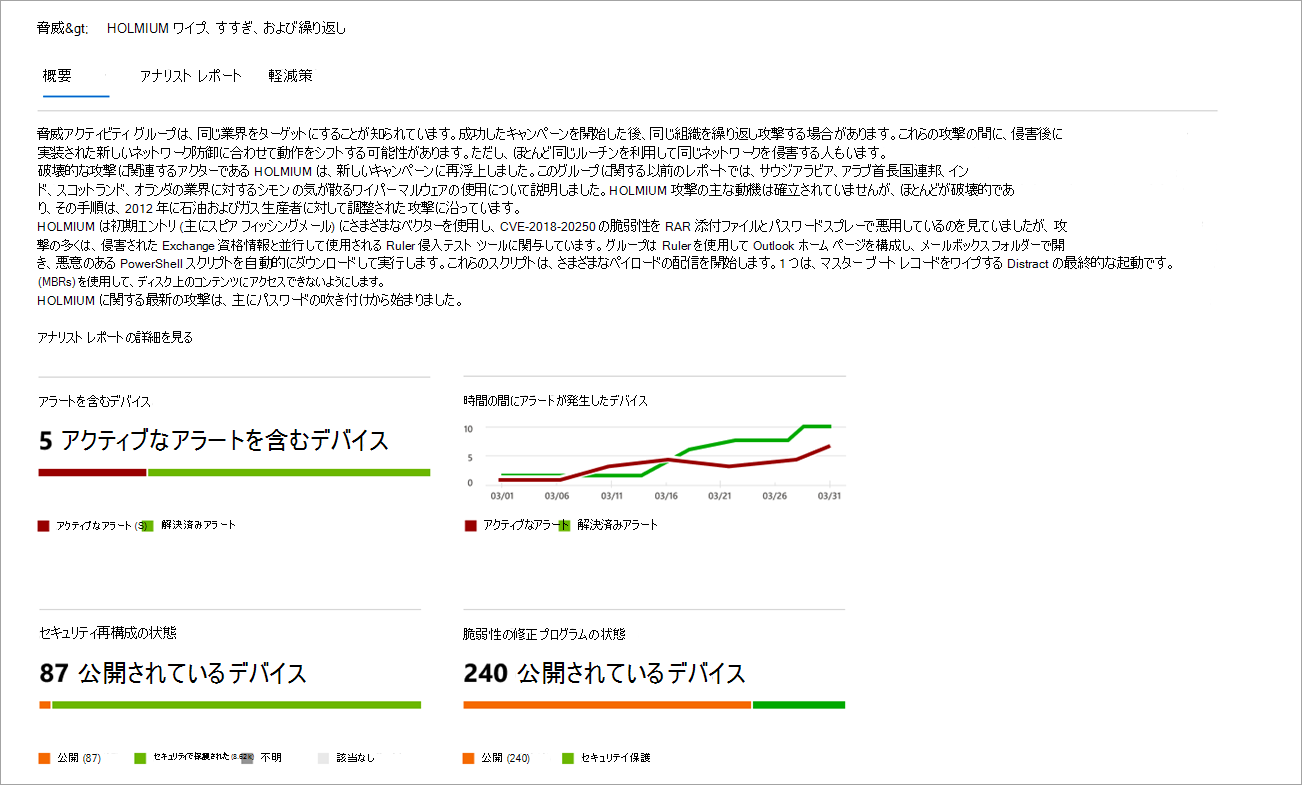 脅威&gt; HOLMIUM ワイプ、すすぎ、および繰り返し
概要 アナリスト レポート 軽減策
脅威アクティビティ グループは、同じ業界をターゲットにすることが知られています。成功したキャンペーンを開始した後、同じ組織を繰り返し攻撃する場合があります。これらの攻撃の間に、侵害後に
実装された新しいネットワーク防御に合わせて動作をシフトする可能性があります。ただし、ほとんど同じルーチンを利用して同じネットワークを侵害する人もいます。
破壊的な攻撃に関連するアクターである HOLMIUM は、新しいキャンペーンに再浮上しました。このグループに関する以前のレポートでは、サウジアラビア、アラブ首長国連邦、イン
ド、スコットランド、オランダの業界に対するシモン の気が散るワイパー マルウェアの使用について説明しました。HOLMIUM 攻撃の主な動機は確立されていませんが、ほとんどが破壊的であ
り、その手順は、2012 年に石油およびガス生産者に対して調整された攻撃に沿っています。
HOLMIUM は初期エントリ (主にスピア フィッシングメール) にさまざまなベクターを使用し、CVE-2018-20250 の脆弱性を RAR 添付ファイルとパスワードスプレーで悪用しているのを見ていましたが、攻
撃の多くは、侵害された Exchange 資格情報と並行して使用される Ruler 侵入テスト ツールに関与しています。グループは Ruler を使用して Outlook ホーム ページを構成し、メールボックスフォルダーで開
き、悪意のある PowerShell スクリプトを自動的にダウンロードして実行します。これらのスクリプトは、さまざまなペイロードの配信を開始します。1 つは、マスター ブート レコードをワイプする Distract の最終的な起動です。
(MBRs) を使用して、ディスク上のコンテンツにアクセスできないようにします。
HOLMIUM に関する最新の攻撃は、主にパスワードの吹き付けから始まりました。
アナリスト レポートの詳細を見る
アラートを含むデバイス
5 アクティブなアラートを含むデバイス
アクティブなアラート (S) 解決済みアラート
時間の間にアラートが発生したデバイス
10
5
0
03/01 03/06 03/11 03/16 03/21 03/26 03/31
アクティブなアラート 解決済みアラート
セキュリティ再構成の状態
87 公開されているデバイス
公開 (87) セキュリティで保護された (8.62K) 不明 該当なし
脆弱性の修正プログラムの状態
240 公開されているデバイス
公開 (240) セキュリテイ保護